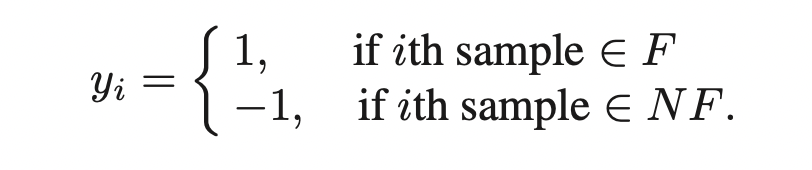 y_i = { 1, if ith sample ∈ F
−1, if ith sample ∈ NF.